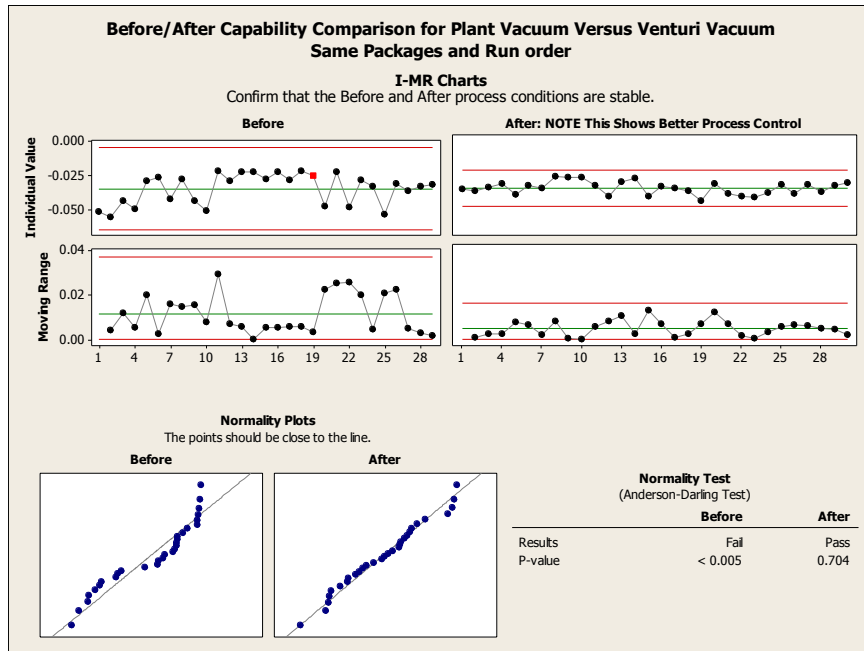 Before/After Capability Comparison for Plant Vacuum Versus Venturi Vacuum
Same Packages and Run order
I-MR Charts
Confirm that the Before and After process conditions are stable.
Before
After: NOTE This Shows Better Process Control
Individual Value
0.000
-0.025
-0.050
Moving Range
0.04
0.02
0.00
1 4 7 10 13 16 19 22 25 28
1 4 7 10 13 16 19 22 25 28
Normality Plots
The points should be close to the line.
Before
After
Normality Test
(Anderson-Darling Test)
Before After
Results Fail Pass
P-value < 0.005 0.704